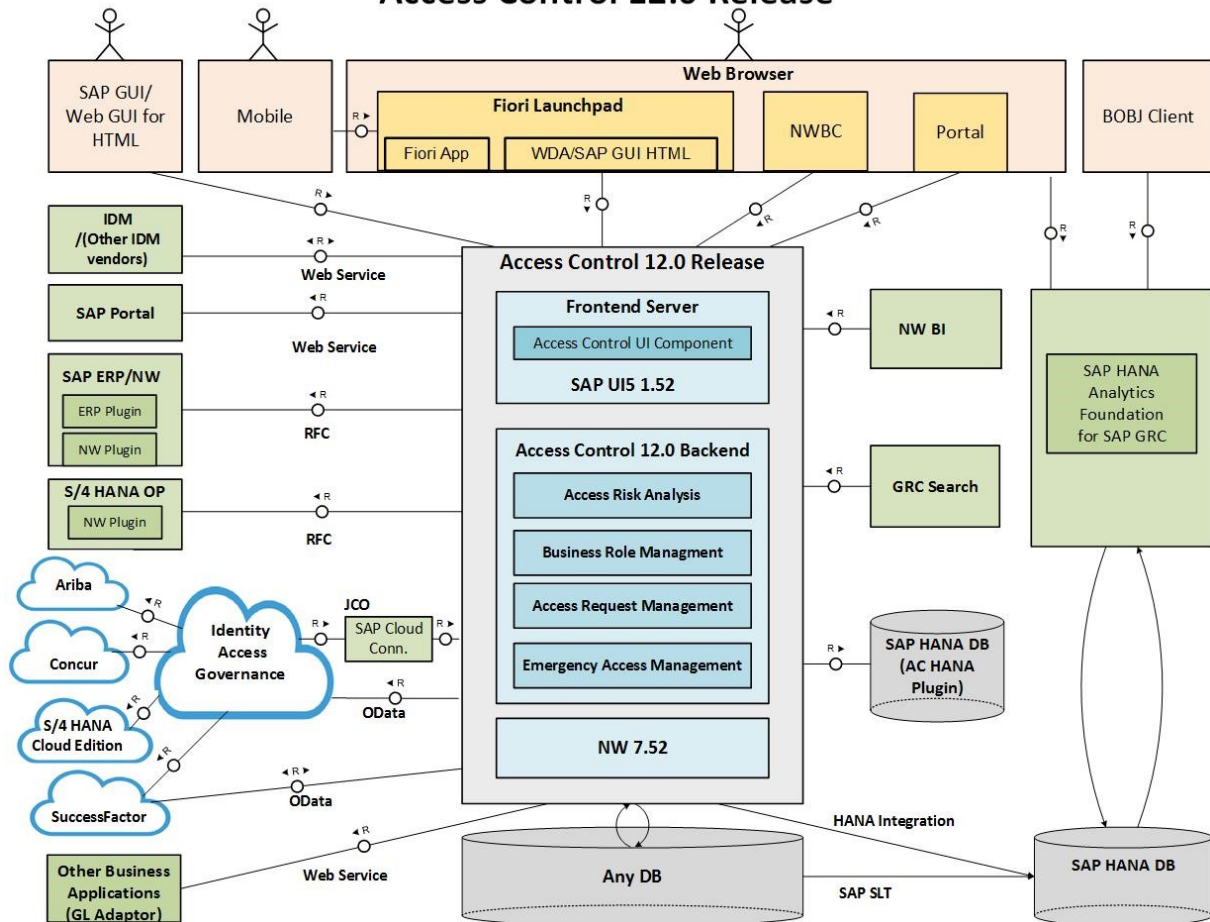 Access Control 12.0 Release
Web Browser
SAP GUI/
Web GUI for
HTML
Mobile
R
Fiori Launchpad
Fiori App
WDA/SAP GUI HTML
NWBC
Portal
BOBJ Client
R
R
R
R
R
R
IDM
/(Other IDM
vendors)
R
Web Service
SAP Portal
R
Web Service
SAP ERP/NW
ERP Plugin
NW Plugin
R
RFC
S/4 HANA OP
NW Plugin
R
RFC
Access Control 12.0 Release
Frontend Server
Access Control UI Component
SAP UI5 1.52
Access Control 12.0 Backend
Access Risk Analysis
Business Role Managment
Access Request Management
Emergency Access Management
NW 7.52
R
NW BI
R
GRC Search
R
SAP HANA DB
(AC HANA
Plugin)
SAP HANA
Analytics
Foundation
for SAP GRC
Ariba
R
Concur
R
S/4 HANA
Cloud Edition
R
SuccessFactor
R
Identity
Access
Governance
R
JCO
SAP Cloud
Conn.
R
R
OData
R
OData
Other Business
Applications
(GL Adaptor)
R
Web Service
Any DB
HANA Integration
SAP SLT
SAP HANA DB